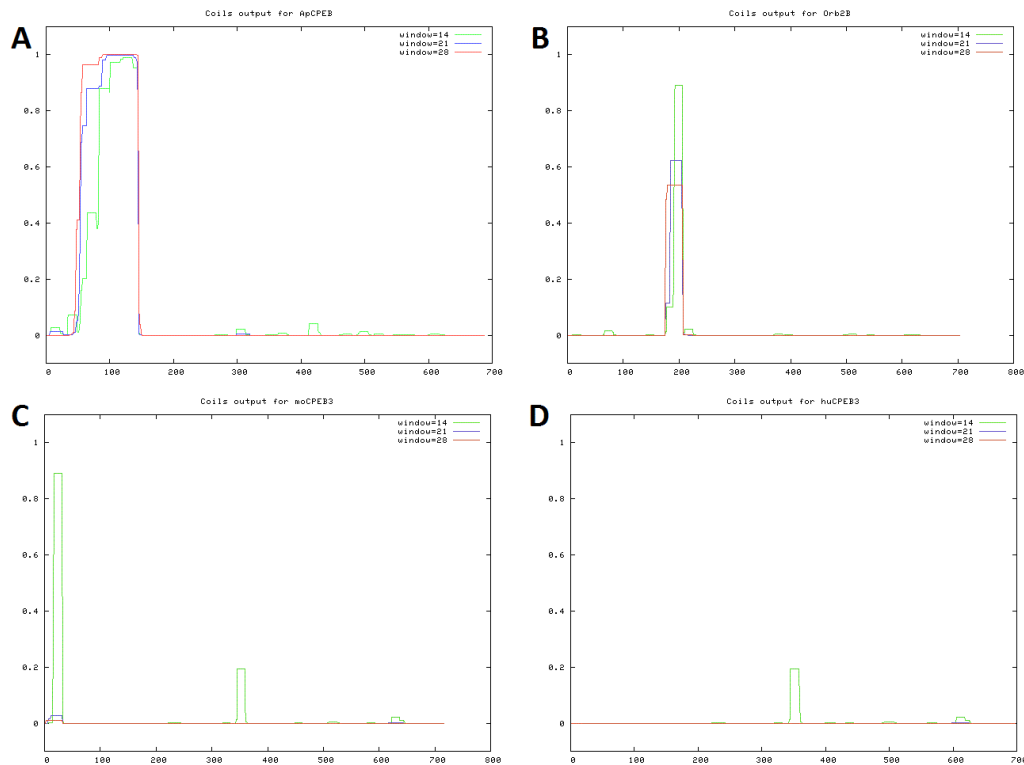 Coils output for ApCPEB
A
window=14
window=21
window=28
1
0.8
0.6
0.4
0.2
0
0 100 200 300 400 500 600 700
Coils output for Orb2B
B
window=14
window=21
window=28
1
0.8
0.6
0.4
0.2
0
0 100 200 300 400 500 600 700 800
Coils output for moCPEB3
C
window=14
window=21
window=28
1
0.8
0.6
0.4
0.2
0
0 100 200 300 400 500 600 700 800
Coils output for huCPEB3
D
window=14
window=21
window=28
1
0.8
0.6
0.4
0.2
0
0 100 200 300 400 500 600 700